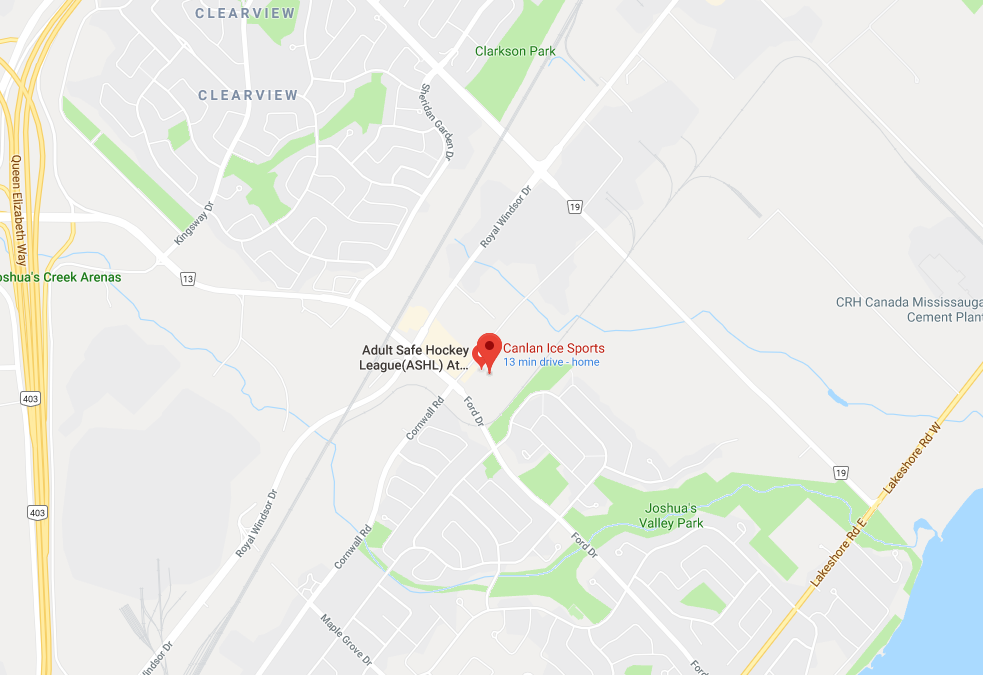 CLEARVIEW
Clarkson Park
CLEARVIEW
Sheridan Garden Dr
Queen Elizabeth Way
Kingsway Dr
Royal Windsor Dr
19
oshua's Creek Arenas
13
CRH Canada Mississauga
Cement Plant
Adult Safe Hockey
League(ASHL) At...
Canlan Ice Sports
13 min drive - home
403
Cornwall Rd
Ford Dr
Lakeshore Rd W
19
403
Royal Windsor Dr
Joshua's
Valley Park
Cornwall Rd
Ford Dr
Lakeshore Rd E
Maple Grove Dr
Windsor Dr
Ford